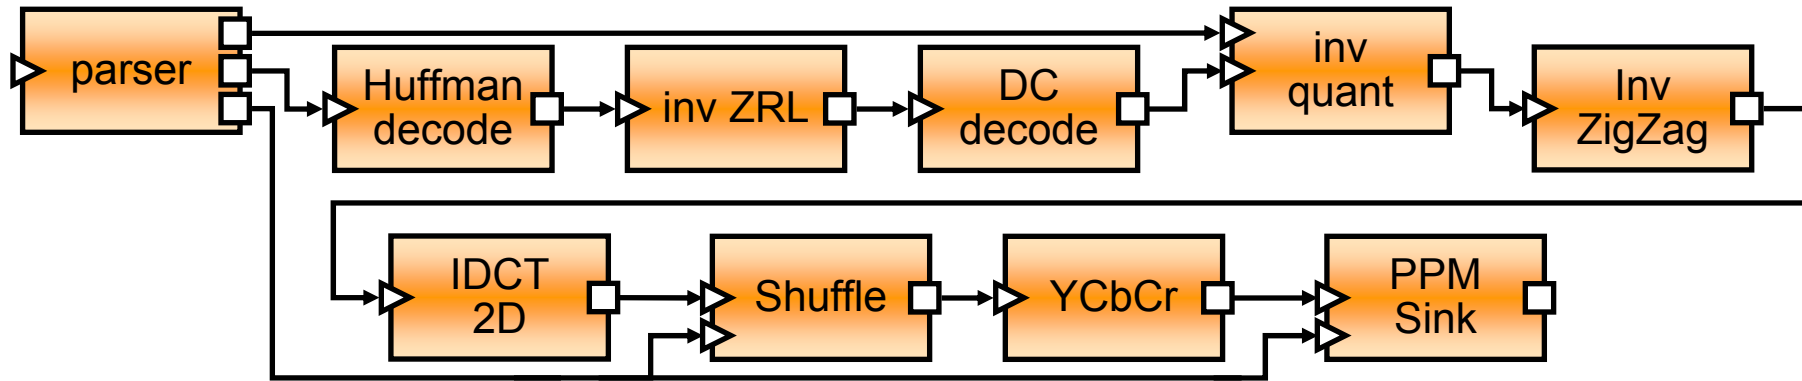 parser
Huffman
decode
inv ZRL
DC
decode
inv
quant
Inv
ZigZag
IDCT
2D
Shuffle
YCbCr
PPM
Sink